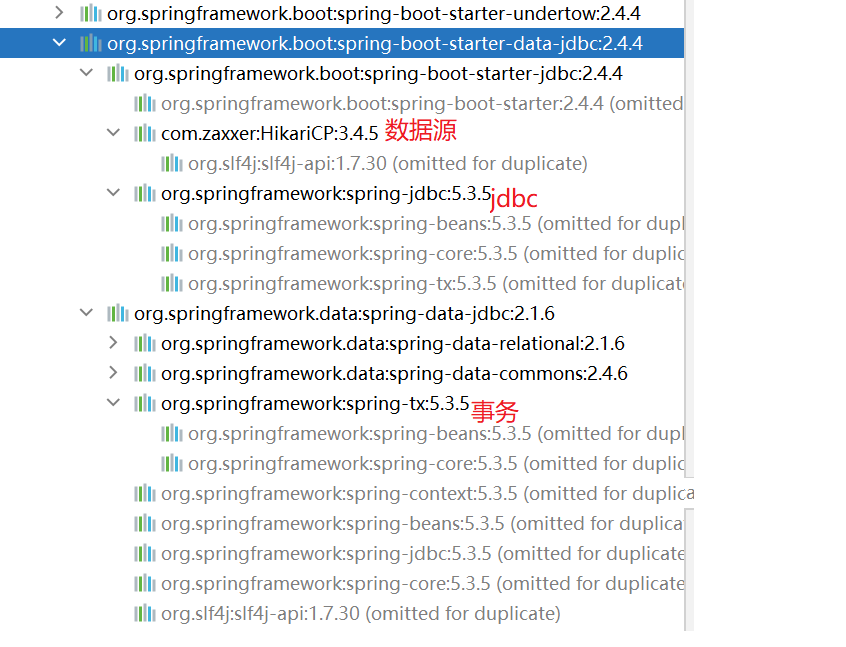 org.springframework.boot:spring-boot-starter-undertow:2.4.4
org.springframework.boot:spring-boot-starter-data-jdbc:2.4.4
org.springframework.boot:spring-boot-starter-jdbc:2.4.4
org.springframework.boot:spring-boot-starter:2.4.4 (omitted
com.zaxxer:HikariCP:3.4.5 数据源
org.slf4j:slf4j-api:1.7.30 (omitted for duplicate)
org.springframework:spring-jdbc:5.3.5 jdbc
org.springframework:spring-beans:5.3.5 (omitted for dupl
org.springframework:spring-core:5.3.5 (omitted for duplic
org.springframework:spring-tx:5.3.5 (omitted for duplicate
org.springframework.data:spring-data-jdbc:2.1.6
org.springframework.data:spring-data-relational:2.1.6
org.springframework.data:spring-data-commons:2.4.6
org.springframework:spring-tx:5.3.5 事务
org.springframework:spring-beans:5.3.5 (omitted for dupl
org.springframework:spring-core:5.3.5 (omitted for duplic
org.springframework:spring-context:5.3.5 (omitted for duplica
org.springframework:spring-beans:5.3.5 (omitted for duplica
org.springframework:spring-jdbc:5.3.5 (omitted for duplicate
org.springframework:spring-core:5.3.5 (omitted for duplicate
org.slf4j:slf4j-api:1.7.30 (omitted for duplicate)